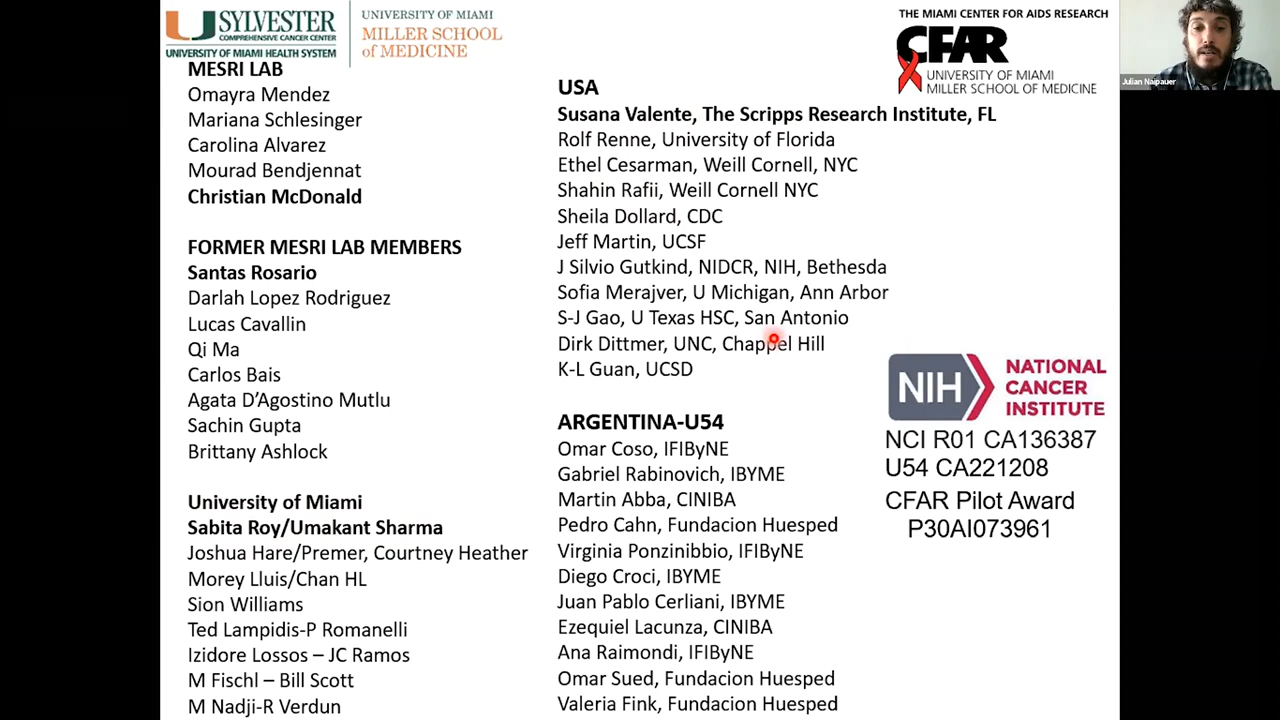 SYLVESTER
COMPREHENSIVE CANCER CENTER
UNIVERSITY OF MIAMI HEALTH SYSTEM
UNIVERSITY OF MIAMI
MILLER SCHOOL
of MEDICINE
THE MIAMI CENTER FOR AIDS RESEARCH
CFAR
UNIVERSITY OF MIAMI
MILLER SCHOOL OF MEDICINE
Julian Naipauer
MESRI LAB
Omayra Mendez
Mariana Schlesinger
Carolina Alvarez
Mourad Bendjennat
Christian McDonald
FORMER MESRI LAB MEMBERS
Santas Rosario
Darlah Lopez Rodriguez
Lucas Cavallin
Qi Ma
Carlos Bais
Agata D’Agostino Mutlu
Sachin Gupta
Brittany Ashlock
University of Miami
Sabita Roy/Umakant Sharma
Joshua Hare/Premer, Courtney Heather
Morey Lluis/Chan HL
Sion Williams
Ted Lampidis-P Romanelli
Izidore Lossos – JC Ramos
M Fischl – Bill Scott
M Nadji-R Verdun
USA
Susana Valente, The Scripps Research Institute, FL
Rolf Renne, University of Florida
Ethel Cesarman, Weill Cornell, NYC
Shahin Rafii, Weill Cornell NYC
Sheila Dollard, CDC
Jeff Martin, UCSF
J Silvio Gutkind, NIDCR, NIH, Bethesda
Sofia Merajver, U Michigan, Ann Arbor
S-J Gao, U Texas HSC, San Antonio
Dirk Dittmer, UNC, Chappel Hill
K-L Guan, UCSD
ARGENTINA-U54
Omar Coso, IFIByNE
Gabriel Rabinovich, IBYME
Martin Abba, CINIBA
Pedro Cahn, Fundacion Huesped
Virginia Ponzinibbio, IFIByNE
Diego Croci, IBYME
Juan Pablo Cerliani, IBYME
Ezequiel Lacunza, CINIBA
Ana Raimondi, IFIByNE
Omar Sued, Fundacion Huesped
Valeria Fink, Fundacion Huesped
NIH
NATIONAL
CANCER
INSTITUTE
NCI R01 CA136387
U54 CA221208
CFAR Pilot Award
P30AI073961